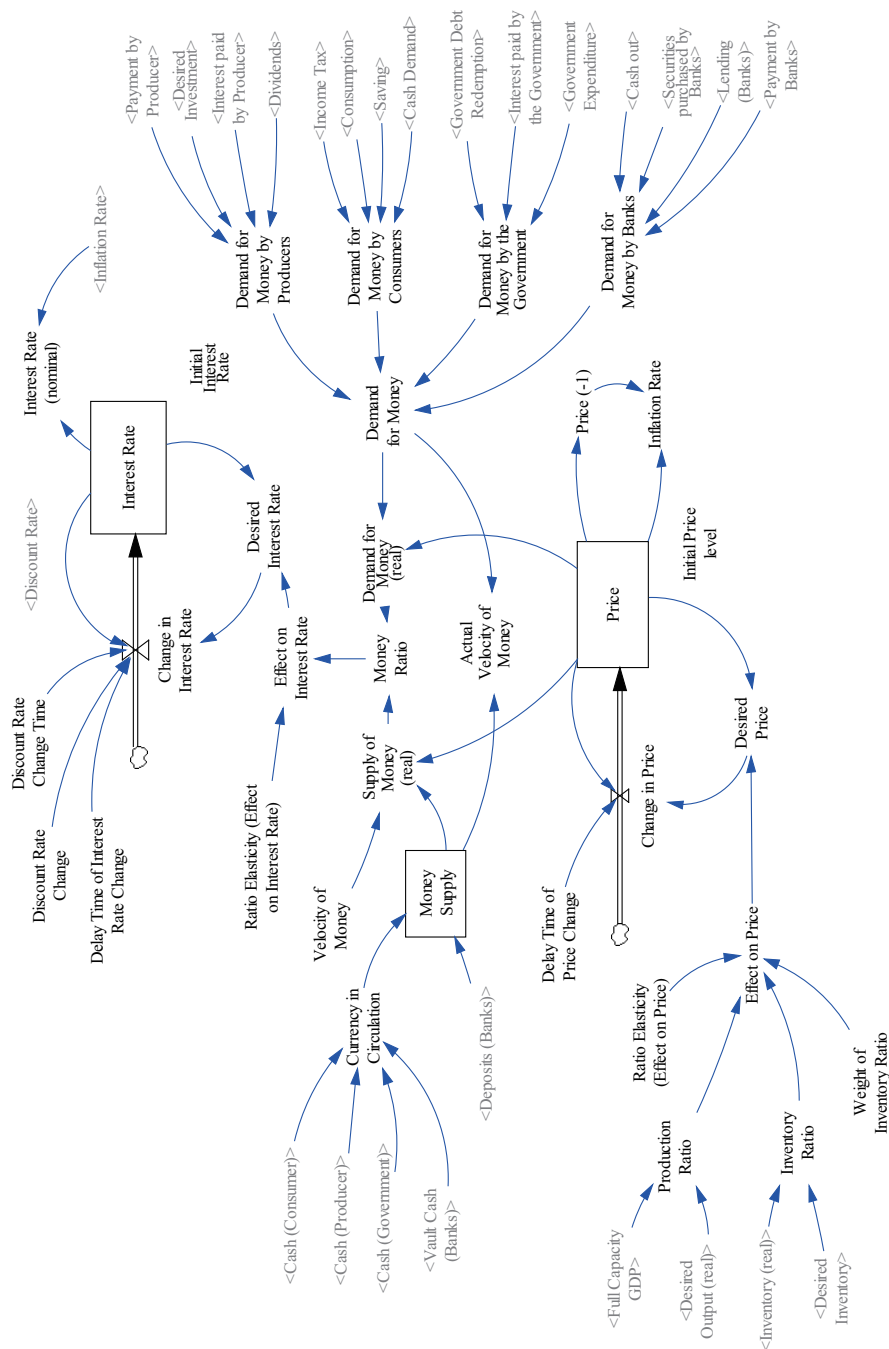 <Payment by
Producer>
<Desired
Investment>
<Interest paid
by Producer>
<Dividends>
<Income Tax>
<Consumption>
<Saving>
<Cash Demand>
<Government Debt
Redemption>
<Interest paid by
the Government>
<Government
Expenditure>
<Cash out>
<Securities
purchased by
Banks>
<Lending
(Banks)>
<Payment by
Banks>
<Inflation Rate>
Demand for
Money by
Producers
Demand for
Money by
Consumers
Demand for
Money by the
Government
Demand for
Money by Banks
Interest Rate
(nominal)
Initial
Interest
Rate
Demand
for Money
Price (-1)
Inflation Rate
<Discount Rate>
Interest Rate
Desired
Interest Rate
Demand for
Money
(real)
Initial Price
level
Price
Change in
Interest Rate
Effect on
Interest Rate
Money
Ratio
Actual
Velocity of
Money
Discount Rate
Change Time
Discount Rate
Change
Delay Time of Interest
Rate Change
Ratio Elasticity (Effect
on Interest Rate)
Supply of
Money
(real)
Velocity of
Money
Money
Supply
Change in Price
Desired
Price
Delay Time of
Price Change
Currency in
Circulation
<Deposits (Banks)>
Effect on Price
Ratio Elasticity
(Effect on Price)
Weight of
Inventory Ratio
<Cash (Consumer)>
<Cash (Producer)>
<Cash (Government)>
<Vault Cash
(Banks)>
Production
Ratio
Inventory
Ratio
<Full Capacity
GDP>
<Desired
Output (real)>
<Inventory (real)>
<Desired
Inventory>